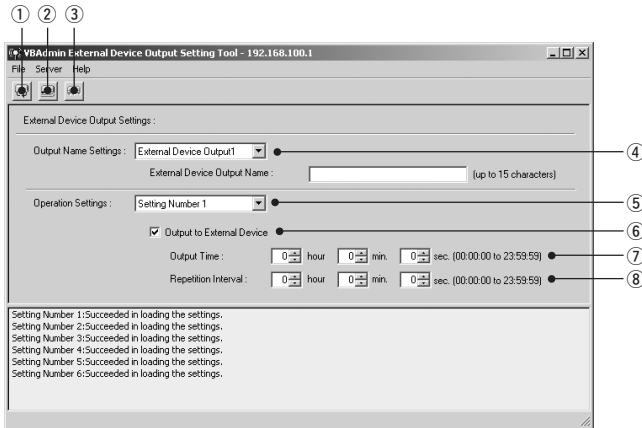 ① ② ③
VBAdmin External Device Output Setting Tool - 192.168.100.1
File Server Help
External Device Output Settings :
Output Name Settings : External Device Output1 ④
External Device Output Name : (up to 15 characters)
Operation Settings : Setting Number 1 ⑤
Output to External Device ⑥
Output Time : 0 hour 0 min. 0 sec. (00:00:00 to 23:59:59) ⑦
Repetition Interval : 0 hour 0 min. 0 sec. (00:00:00 to 23:59:59) ⑧
Setting Number 1:Succeeded in loading the settings.
Setting Number 2:Succeeded in loading the settings.
Setting Number 3:Succeeded in loading the settings.
Setting Number 4:Succeeded in loading the settings.
Setting Number 5:Succeeded in loading the settings.
Setting Number 6:Succeeded in loading the settings.